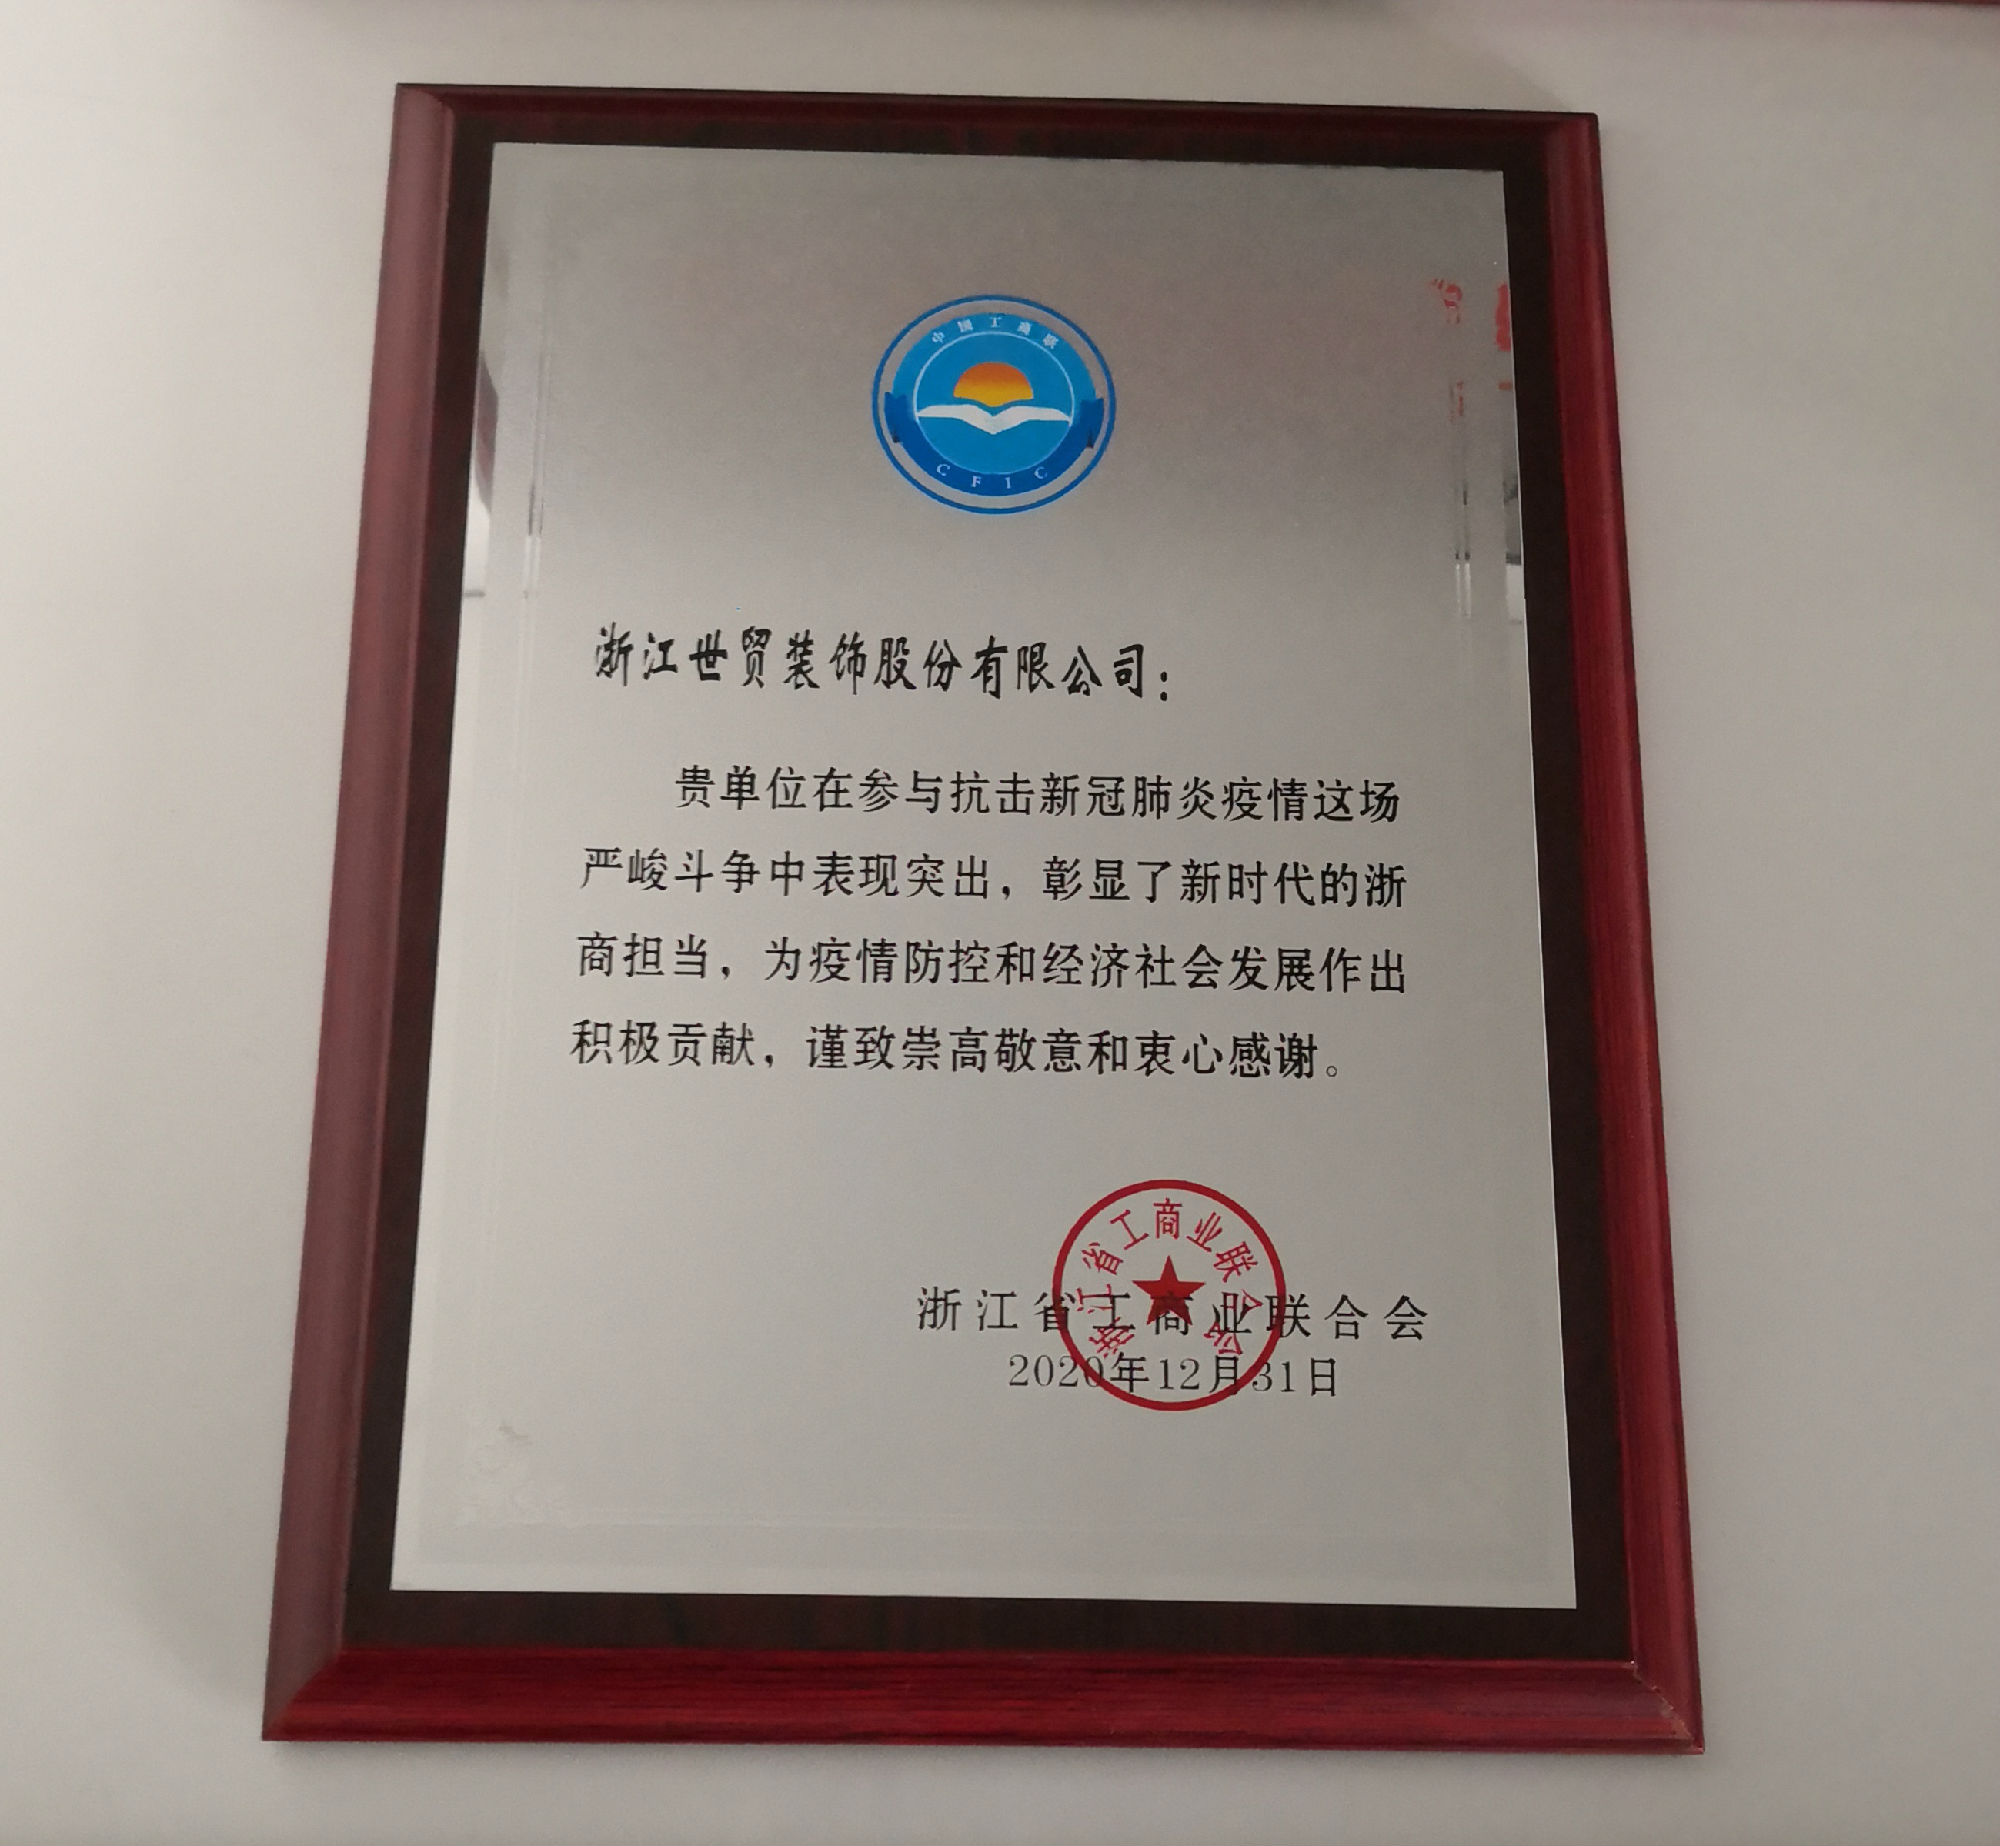 中国工商联
CFIC
浙江世贸装饰股份有限公司：
贵单位在参与抗击新冠肺炎疫情这场
严峻斗争中表现突出，彰显了新时代的浙
商担当，为疫情防控和经济社会发展作出
积极贡献，谨致崇高敬意和衷心感谢。
浙江省工商业联合会
浙江省工商业联合会
2020年12月31日